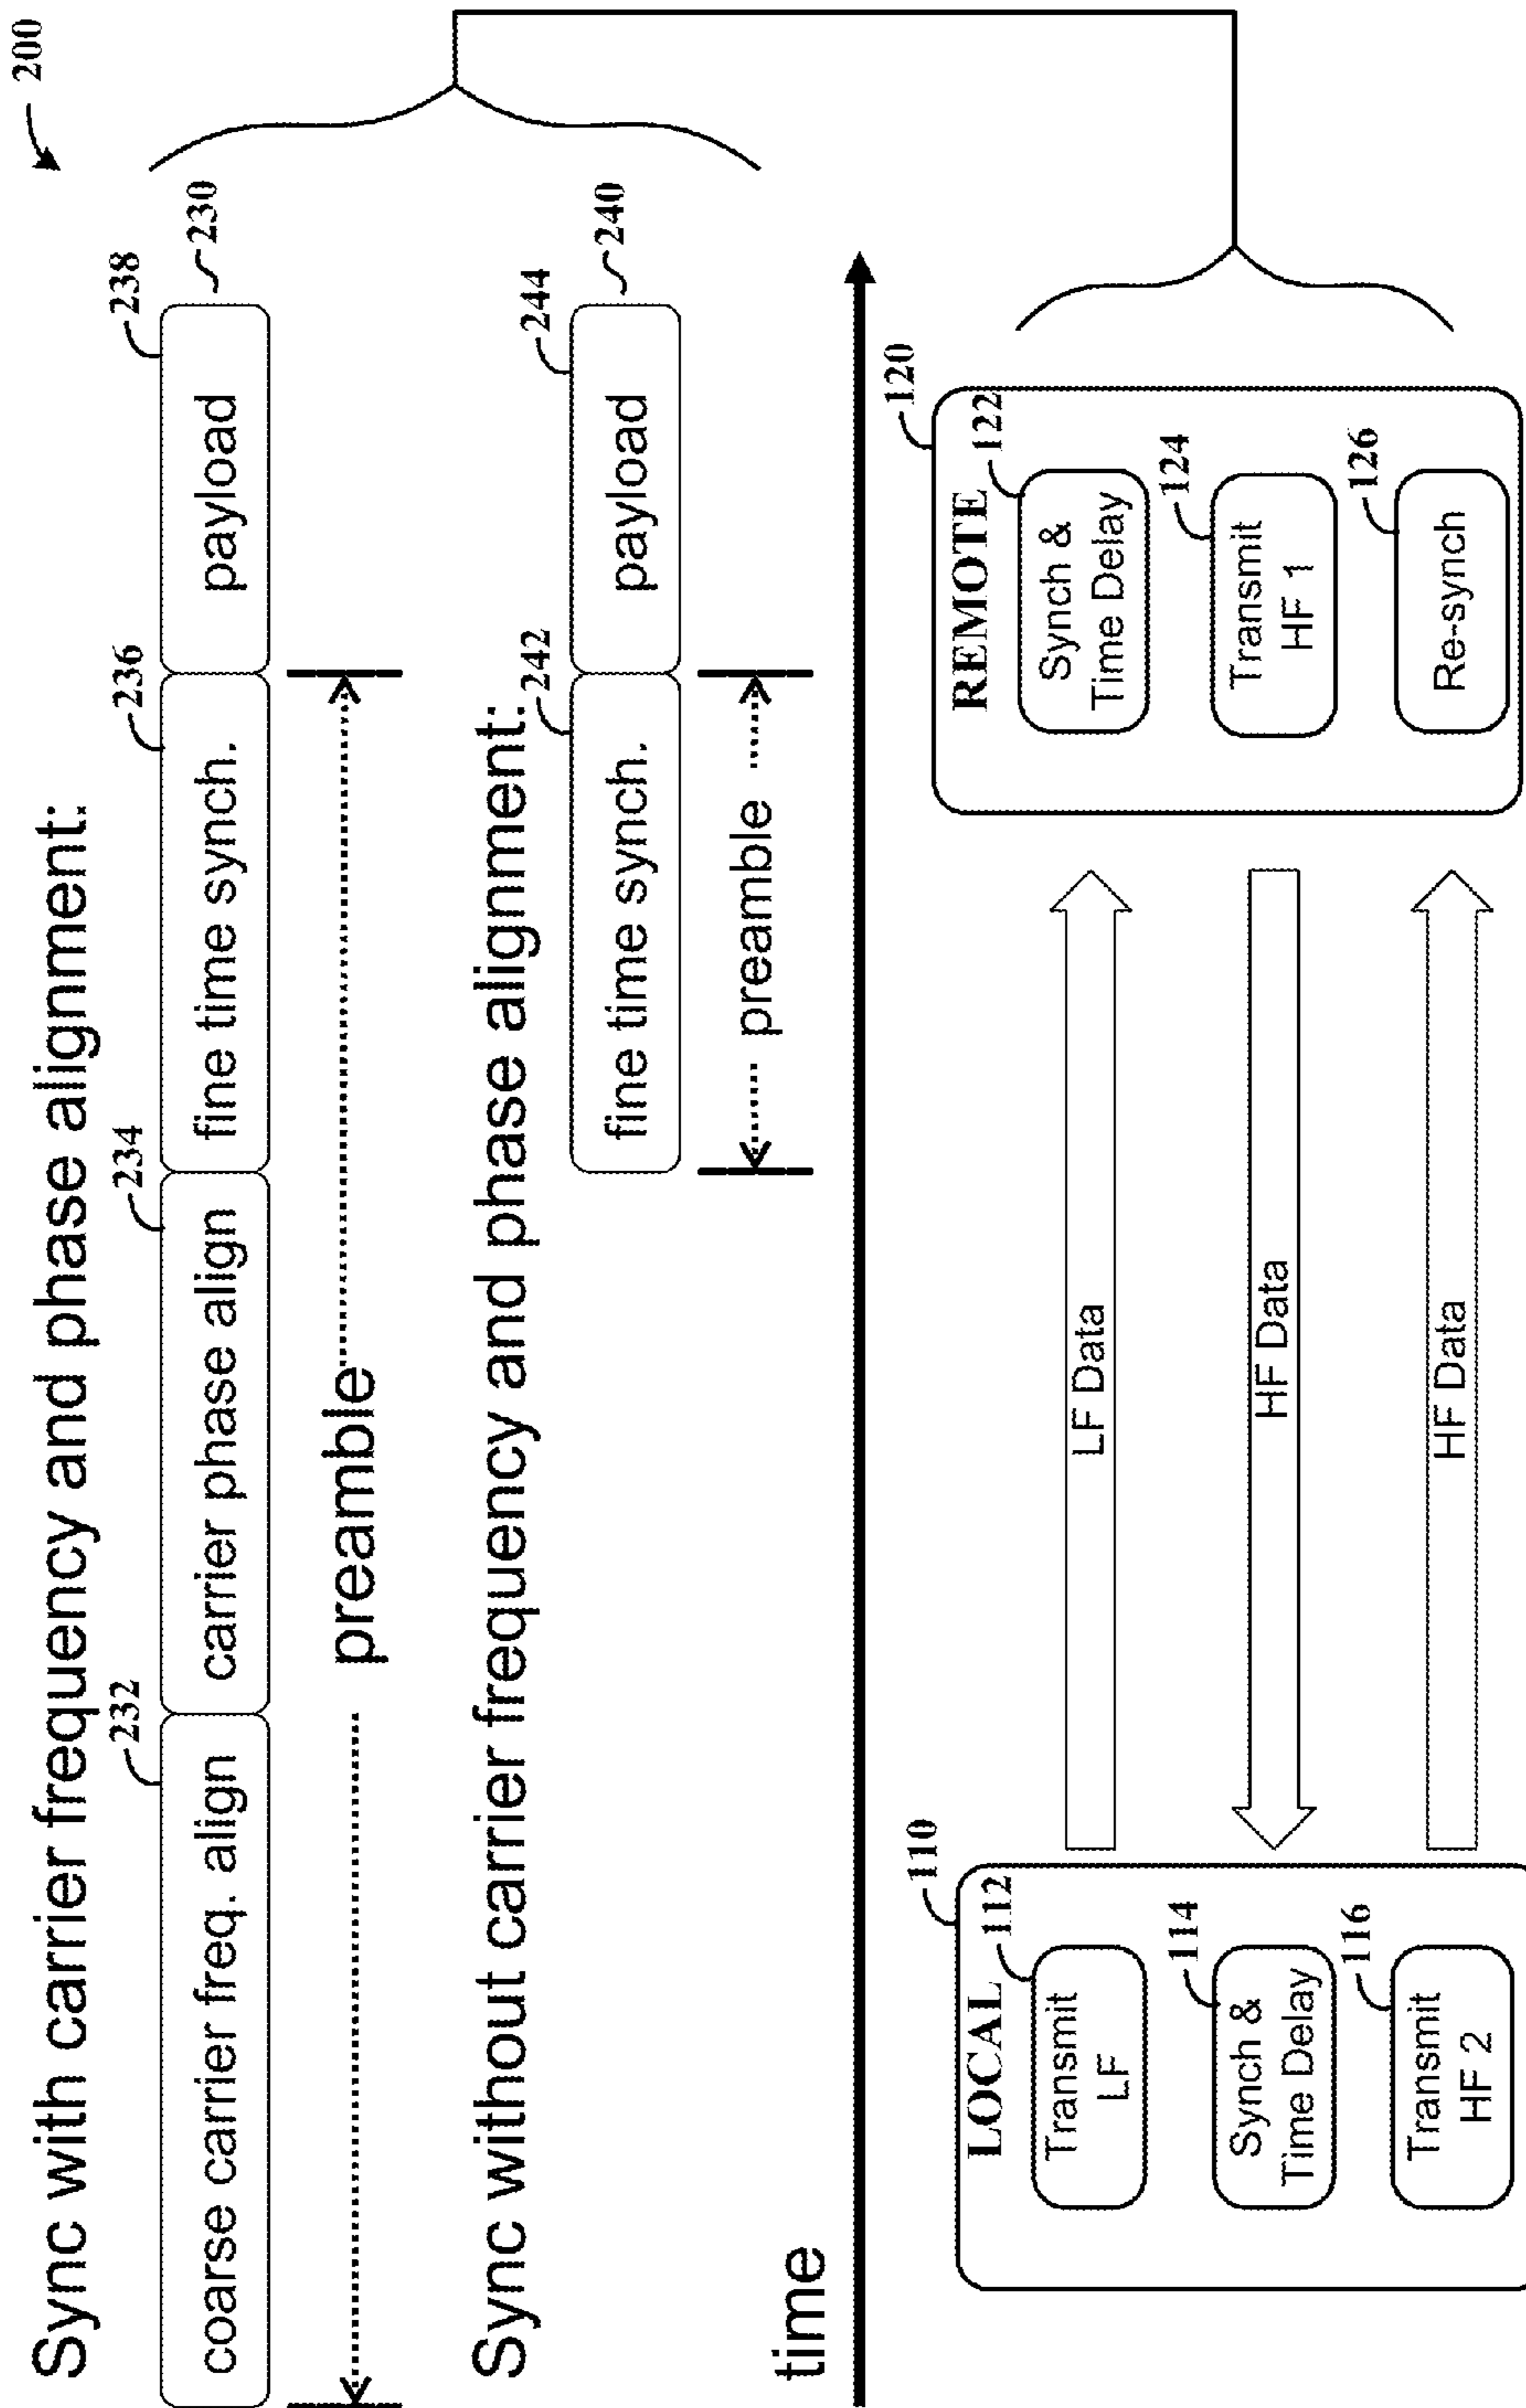 200
Sync with carrier frequency and phase allignment:
232
234
236
238
coarse carrier freq. align
carrier phase align
fine time synch.
payload
230
preamble
Sync without carrier frequency and phase allignment:
242
244
fine time synch.
payload
240
preamble
time
110
120
LOCAL
112
Transmit
LF
114
Synch &
Time Delay
116
Transmit
HF 2
LF Data
HF Data
HF Data
REMOTE
122
Synch &
Time Delay
124
Transmit
HF 1
126
Re-synch